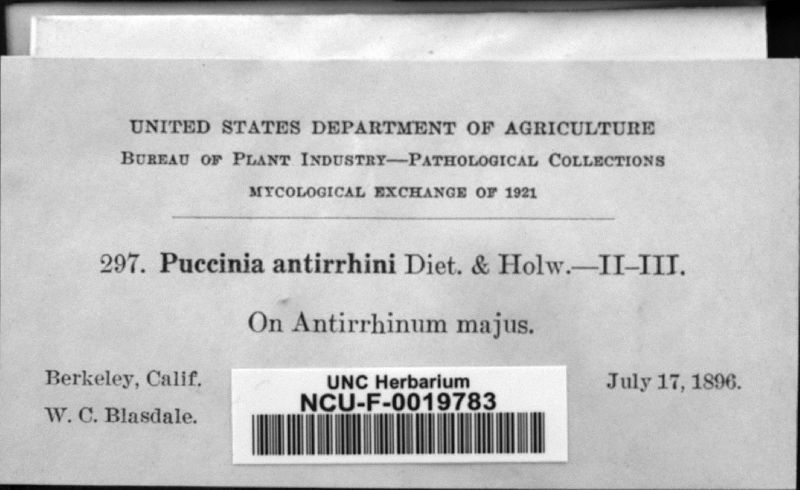 UNITED STATES DEPARTMENT OF AGRICULTURE
BUREAU OF PLANT INDUSTRY—PATHOLOGICAL COLLECTIONS
MYCOLOGICAL EXCHANGE OF 1921
297. Puccinia antirrhini Diet. & Holw.—II–III.
On Antirrhinum majus.
Berkeley, Calif.
July 17, 1896.
W. C. Blasdale.
UNC Herbarium
NCU-F-0019783